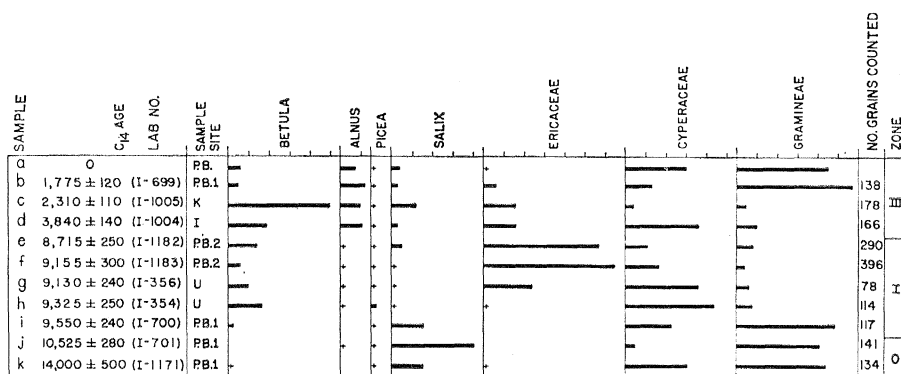 SAMPLE C14 AGE LAB NO. SAMPLE SITE BETULA ALNUS PICEA SALIX ERICACEAE CYPERACEAE GRAMINEAE NO. GRAINS COUNTED ZONE
a 0 P.B. + +
b 1,775 ± 120 (I-699) P.B.1 + 138
c 2,310 ± 110 (I-1005) K + 178 III
d 3,840 ± 140 (I-1004) I + 166
e 8,715 ± 250 (I-1182) P.B.2 + + 290
f 9,155 ± 300 (I-1183) P.B.2 + + + 396
g 9,130 ± 240 (I-356) U + + + 78 I
h 9,325 ± 250 (I-354) U + + + 114
i 9,550 ± 240 (I-700) P.B.1 + 117
j 10,525 ± 280 (I-701) P.B.1 + + + 141
k 14,000 ± 500 (I-1171) P.B.1 + + + + 134 O